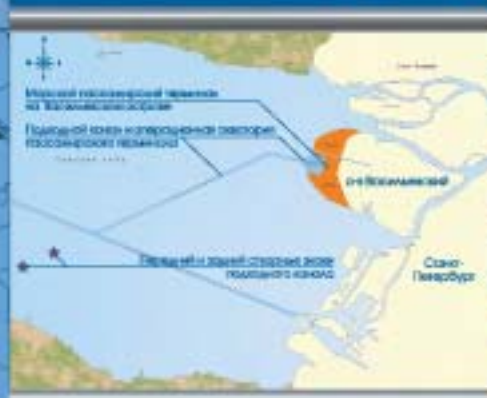 Морской пассажирский терминал
на Васильевском острове
Подходной канал и операционная акватория
пассажирского терминала
о-в Васильевский
Передний и задний створные знаки
подходного канала
Санкт-
Петербург